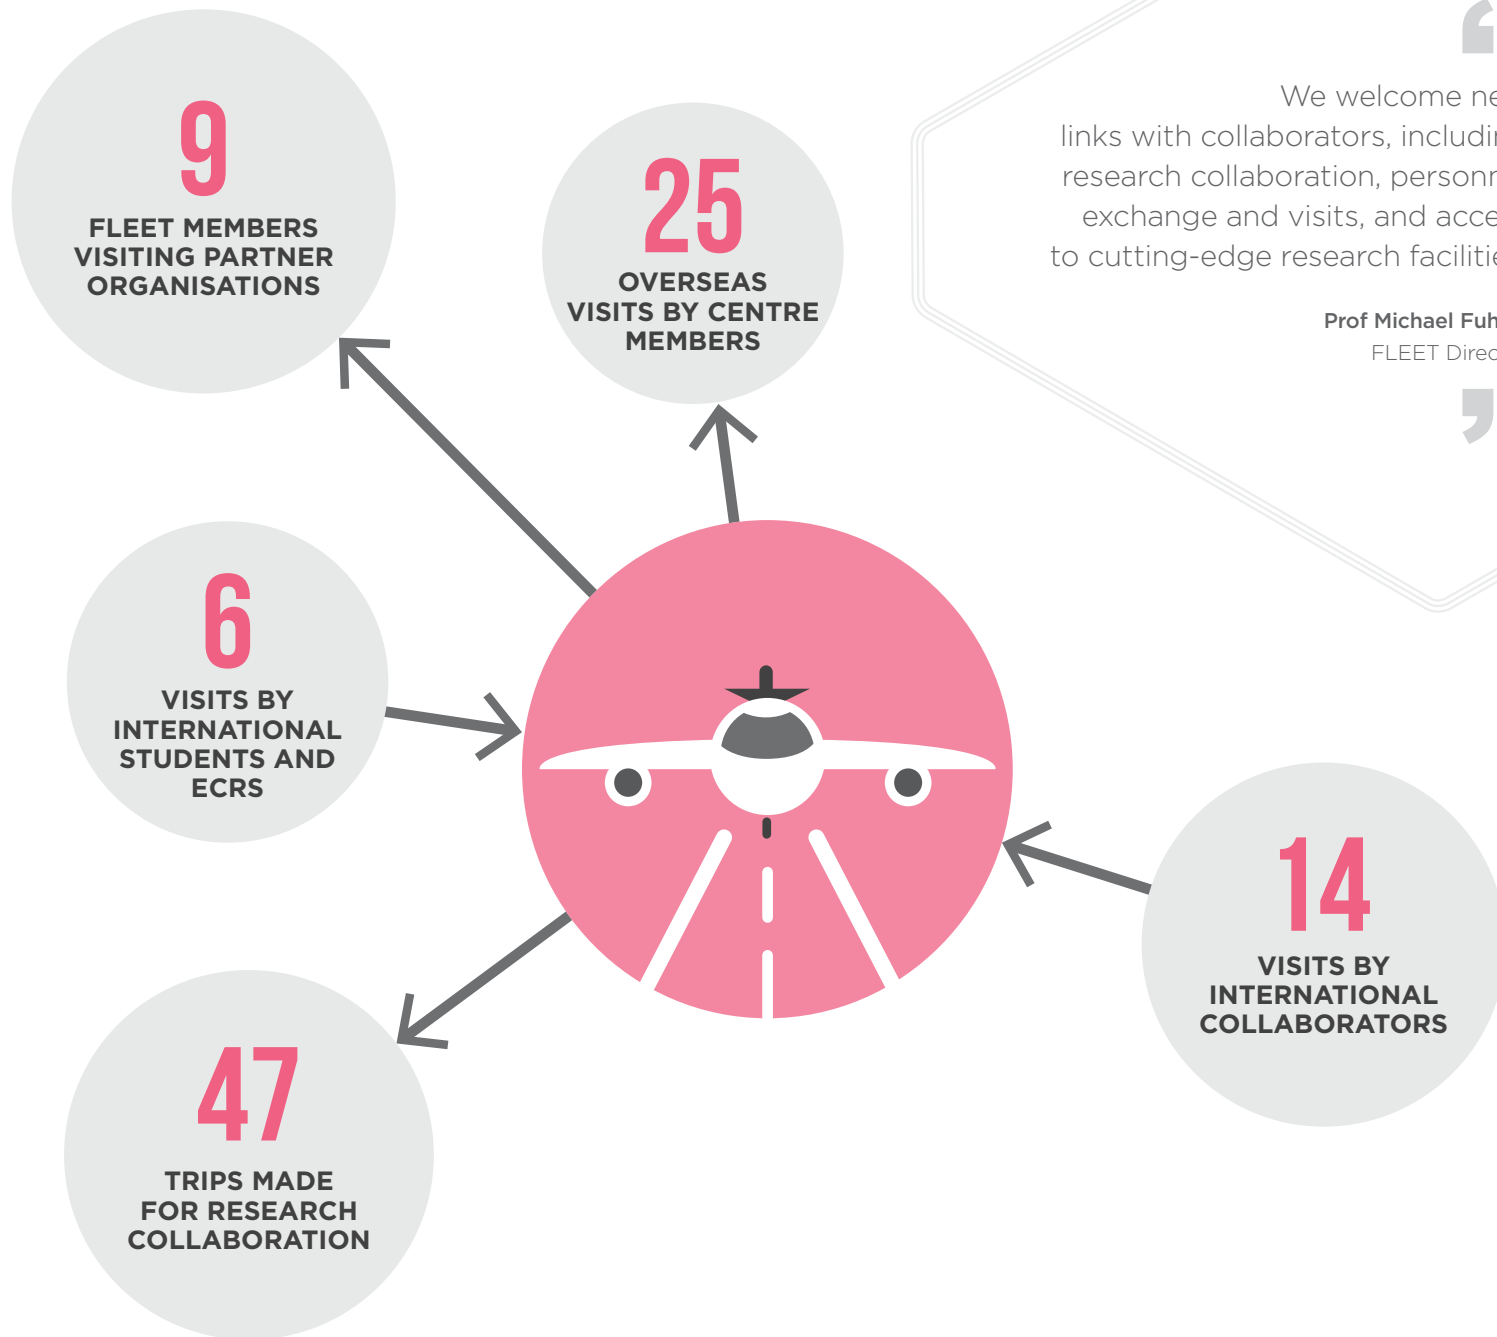 9
FLEET MEMBERS
VISITING PARTNER
ORGANISATIONS
25
OVERSEAS
VISITS BY CENTRE
MEMBERS
“
We welcome
links with collaborators,
research collaboration,
exchange and visits, and
to cutting-edge research
Prof Michael
FLEET
”
6
VISITS BY
INTERNATIONAL
STUDENTS AND
ECRS
14
VISITS BY
INTERNATIONAL
COLLABORATORS
47
TRIPS MADE
FOR RESEARCH
COLLABORATION